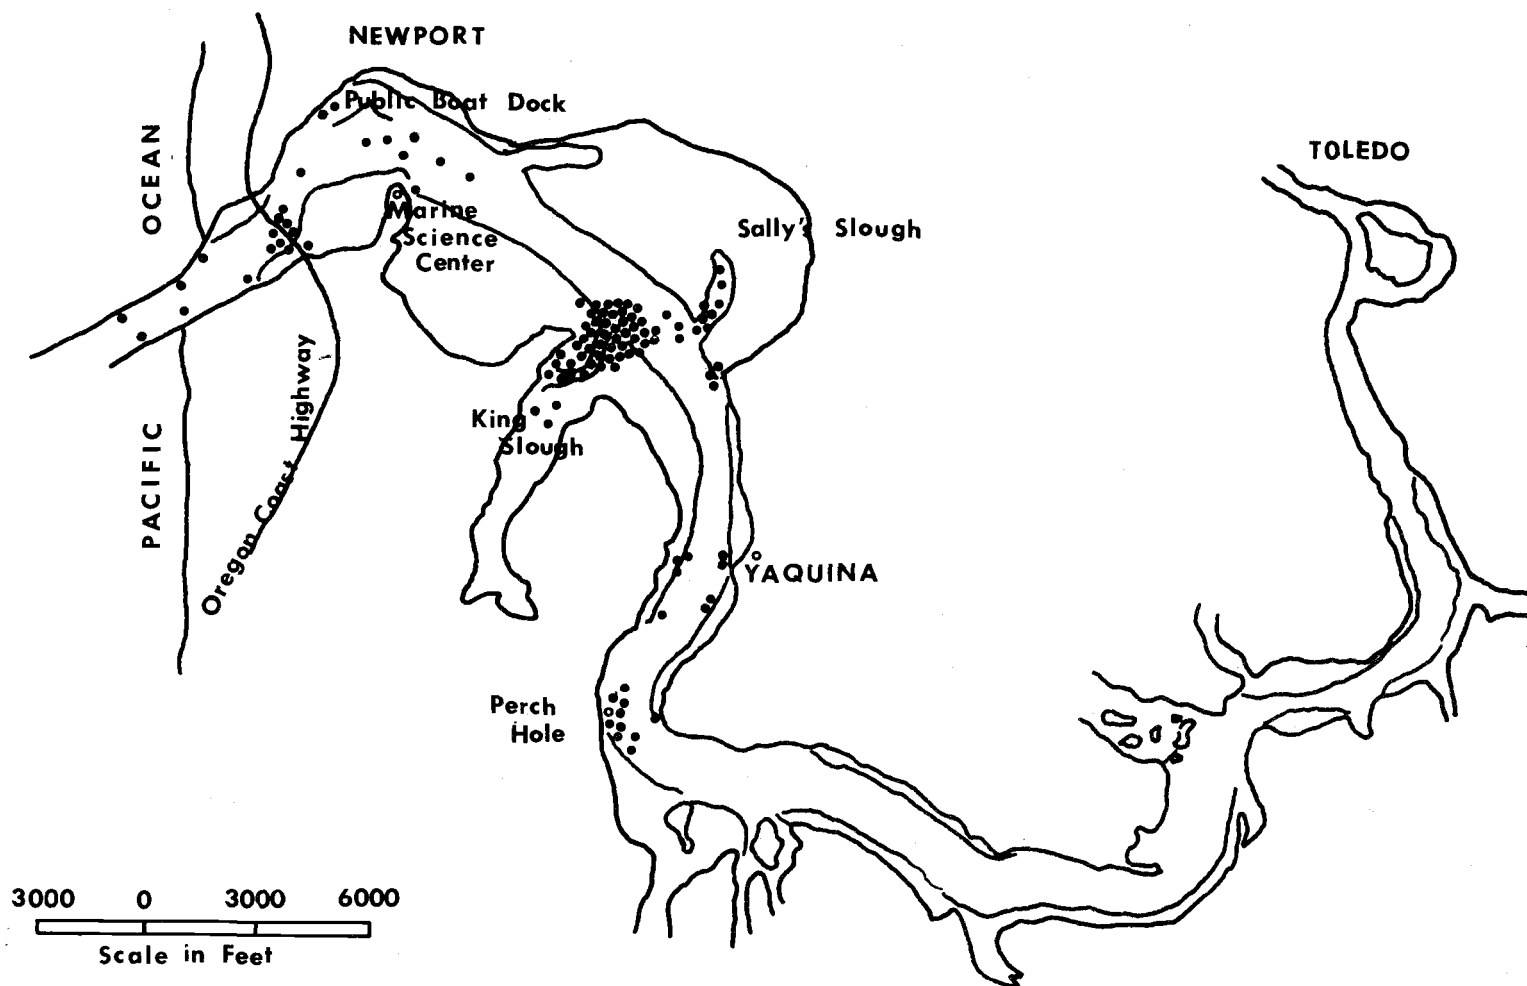 NEWPORT
Public Boat Dock
OCEAN
TOLEDO
Marine
Science
Center
Sally's Slough
King
Slough
PACIFIC
Oregon Coast Highway
YAQUINA
Perch
Hole
3000 0 3000 6000
Scale in Feet